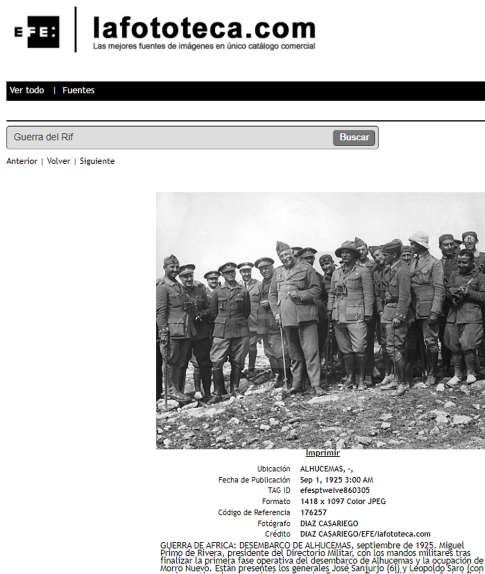 EFE: lafototeca.com
Las mejores fuentes de imágenes en único catálogo comercial
Ver todo | Fuentes
Guerra del Rif Buscar
Anterior | Volver | Siguiente
Imprimir
Ubicación ALHUCEMAS, -,
Fecha de Publicación Sep 1, 1925 3:00 AM
TAG ID efesptwelve860305
Formato 1418 x 1097 Color JPEG
Código de Referencia 176257
Fotógrafo DIAZ CASARIEGO
Crédito DIAZ CASARIEGO/EFE/lafototeca.com
GUERRA DE AFRICA: DESEMBARCO DE ALHUCEMAS, septiembre de 1925. Miguel
Primo de Rivera, presidente del Directorio Militar, con los mandos militares tras
finalizar la primera fase operativa del desembarco de Alhucemas y la ocupación de
Morro Nuevo. Están presentes los generales José Sanjurjo (6i) y Leopoldo Saro (con